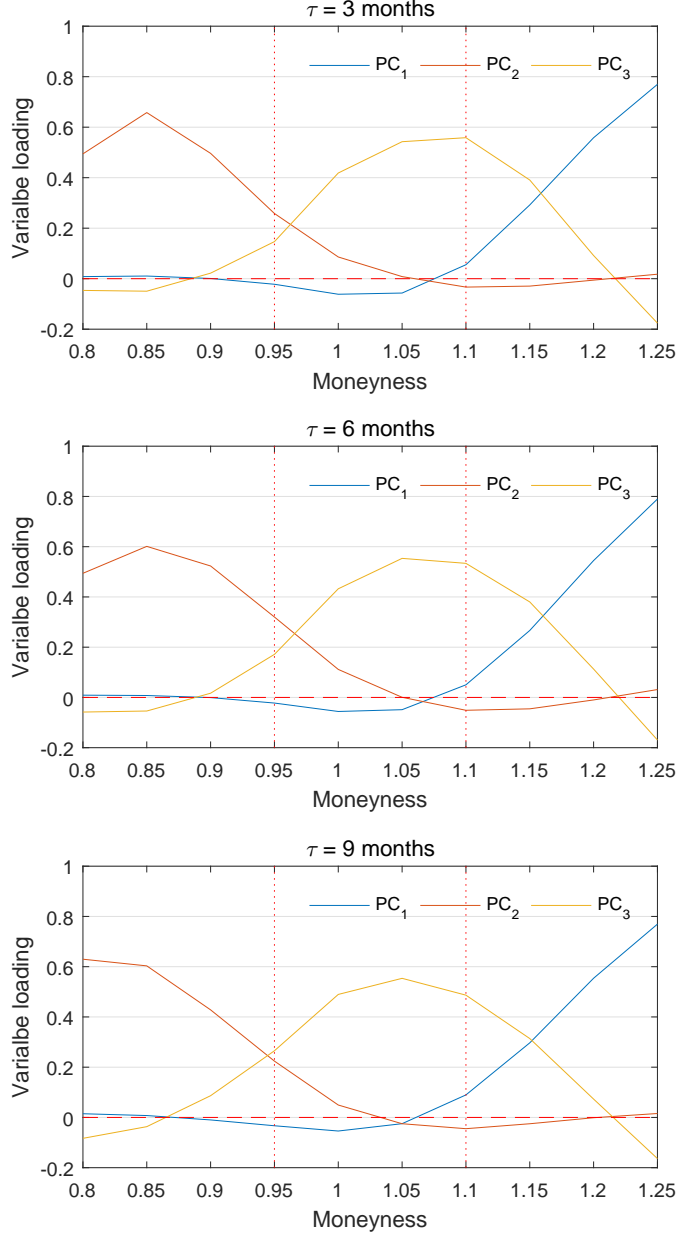 τ = 3 months
1
0.8
0.6
0.4
0.2
0
-0.2
Varialbe loading
PC1 PC2 PC3
0.8 0.85 0.9 0.95 1 1.05 1.1 1.15 1.2 1.25
Moneyness
τ = 6 months
1
0.8
0.6
0.4
0.2
0
-0.2
Varialbe loading
PC1 PC2 PC3
0.8 0.85 0.9 0.95 1 1.05 1.1 1.15 1.2 1.25
Moneyness
τ = 9 months
1
0.8
0.6
0.4
0.2
0
-0.2
Varialbe loading
PC1 PC2 PC3
0.8 0.85 0.9 0.95 1 1.05 1.1 1.15 1.2 1.25
Moneyness